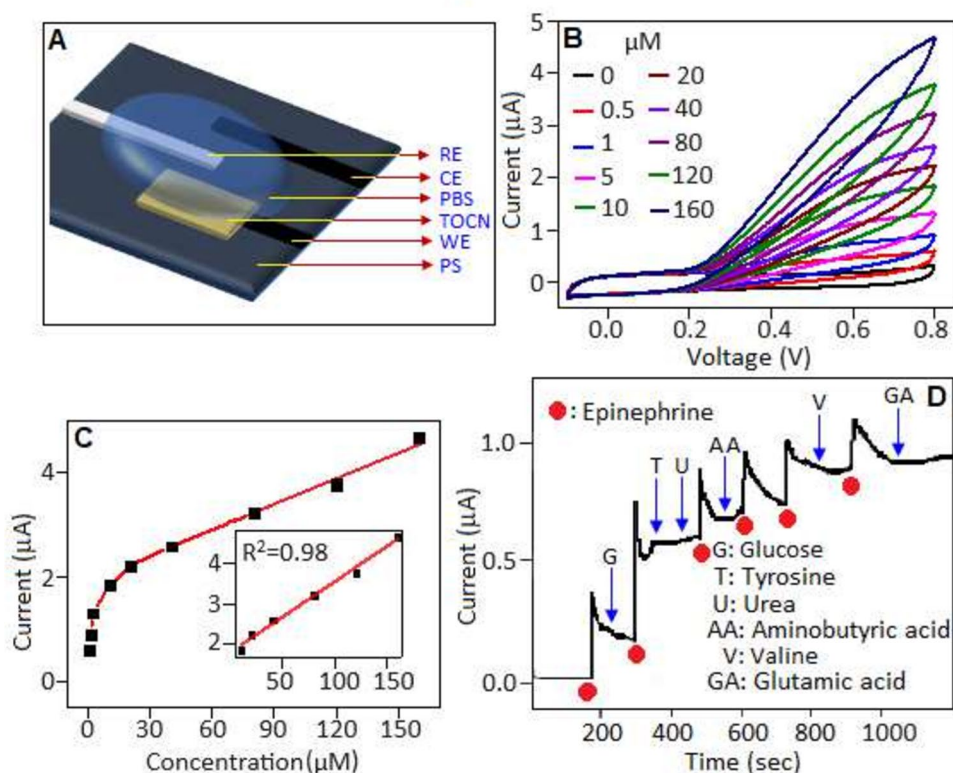 A
RE
CE
PBS
TOCN
WE
PS
B
μM
0
20
0.5
40
1
80
5
120
10
160
Current (μA)
5
4
3
2
1
0
0.0 0.2 0.4 0.6 0.8
Voltage (V)
C
Current (μA)
4
2
0
0 30 60 90 120 150
Concentration(μM)
R²=0.98
4
3
2
50 100 150
D
: Epinephrine
G
T
U
AA
V
GA
Current (μA)
1.0
0.5
0.0
G: Glucose
T: Tyrosine
U: Urea
AA: Aminobutyric acid
V: Valine
GA: Glutamic acid
200 400 600 800 1000
Time (sec)